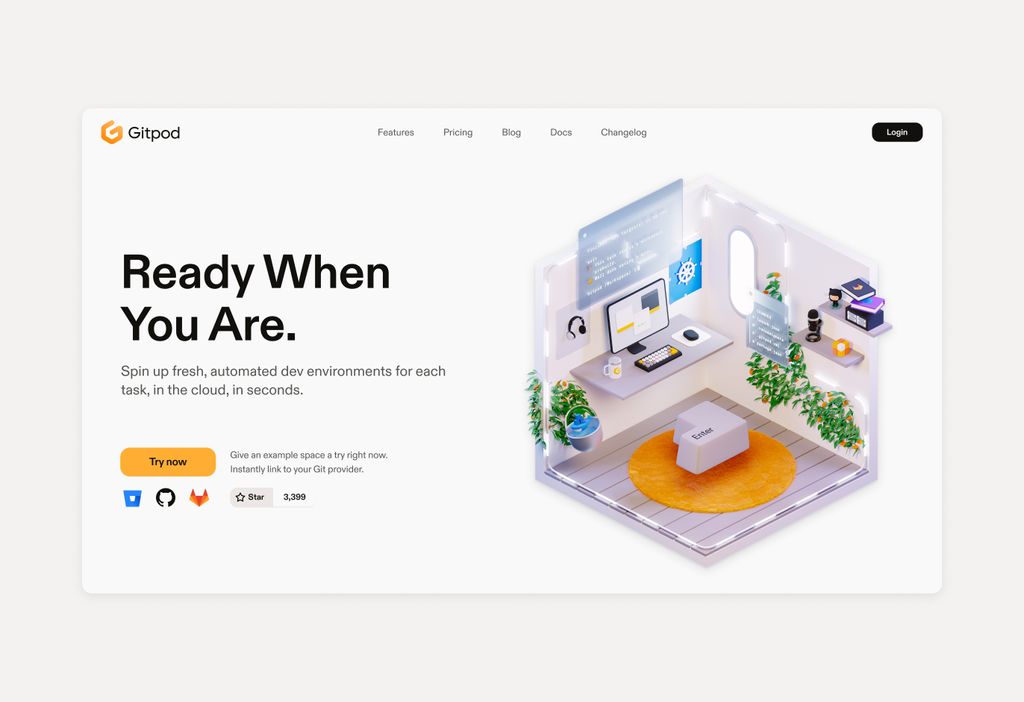 Gitpod
Features Pricing Blog Docs Changelog
Login
Ready When
You Are.
Spin up fresh, automated dev environments for each
task, in the cloud, in seconds.
Try now
Give an example space a try right now.
Instantly link to your Git provider.
Star 3,399
Enter